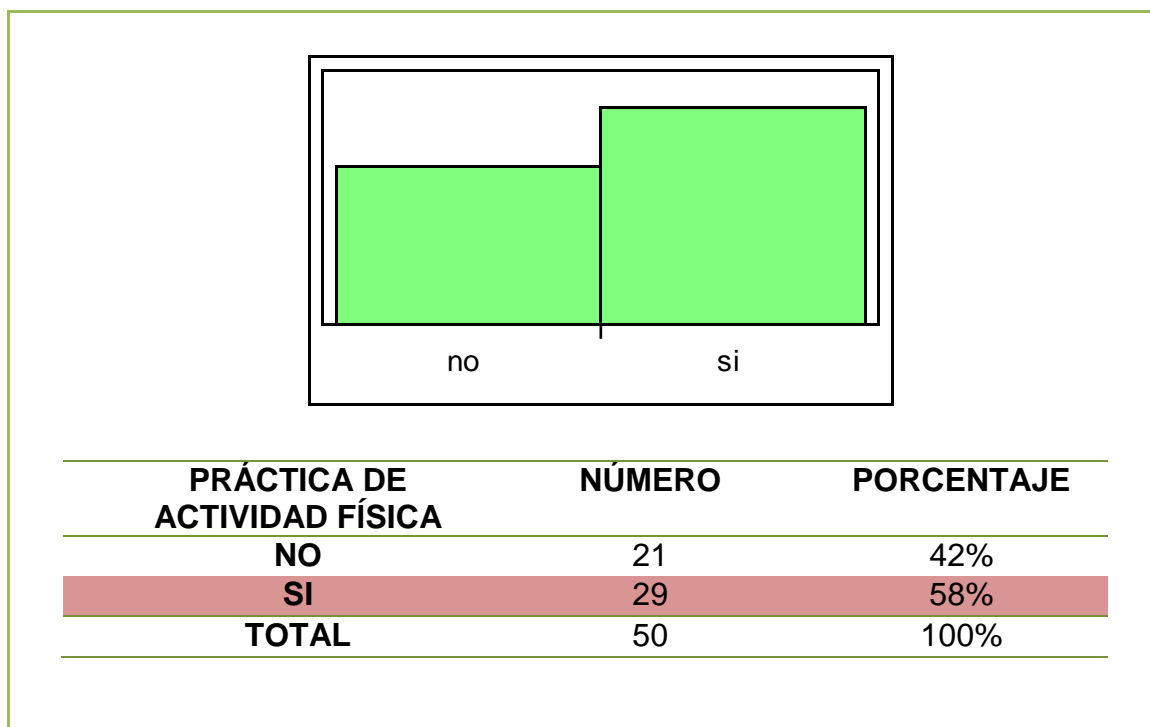 no si
PRÁCTICA DE ACTIVIDAD FÍSICA NÚMERO PORCENTAJE
NO 21 42%
SI 29 58%
TOTAL 50 100%